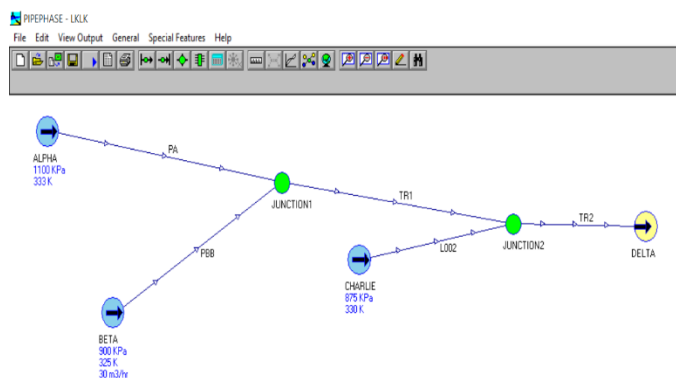 PIPEPHASE - LKLK
File Edit View Output General Special Features Help
ALPHA
1100 KPa
333 K
PA
JUNCTION1
TR1
PBB
L002
JUNCTION2
TR2
DELTA
CHARLIE
875 KPa
330 K
BETA
900 KPa
325 K
30 m3/hr